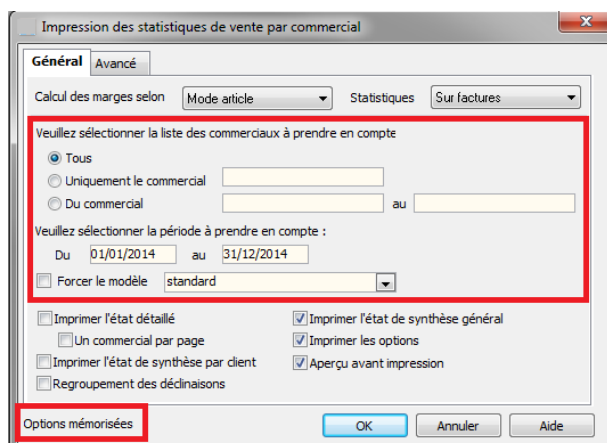 Impression des statistiques de vente par commercial
Général Avancé
Calcul des marges selon Mode article Statistiques Sur factures
Veuillez sélectionner la liste des commerciaux à prendre en compte
Tous
Uniquement le commercial
Du commercial au
Veuillez sélectionner la période à prendre en compte :
Du 01/01/2014 au 31/12/2014
Forcer le modèle standard
Imprimer l'état détaillé Imprimer l'état de synthèse général
Un commercial par page Imprimer les options
Imprimer l'état de synthèse par client Aperçu avant impression
Regroupement des déclinaisons
Options mémorisées OK Annuler Aide